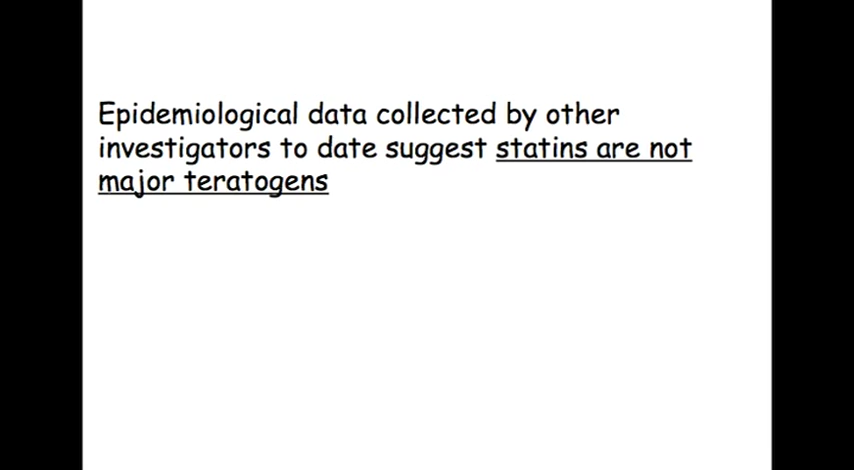 Epidemiological data collected by other
investigators to date suggest statins are not
major teratogens